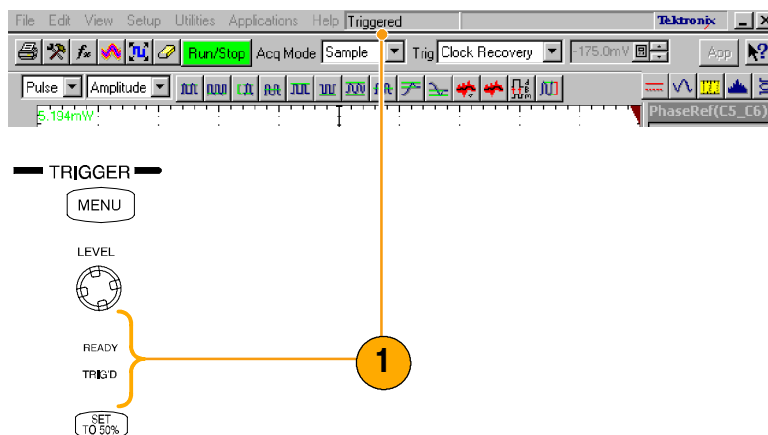 File Edit View Setup Utilities Applications Help Triggered Tektronix
Run/Stop Acq Mode Sample Trig Clock Recovery -175.0mV App
Pulse Amplitude
5.194mW PhaseRef(C5_C6)
TRIGGER
MENU
LEVEL
READY
TRIG'D
1
SET
TO 50%